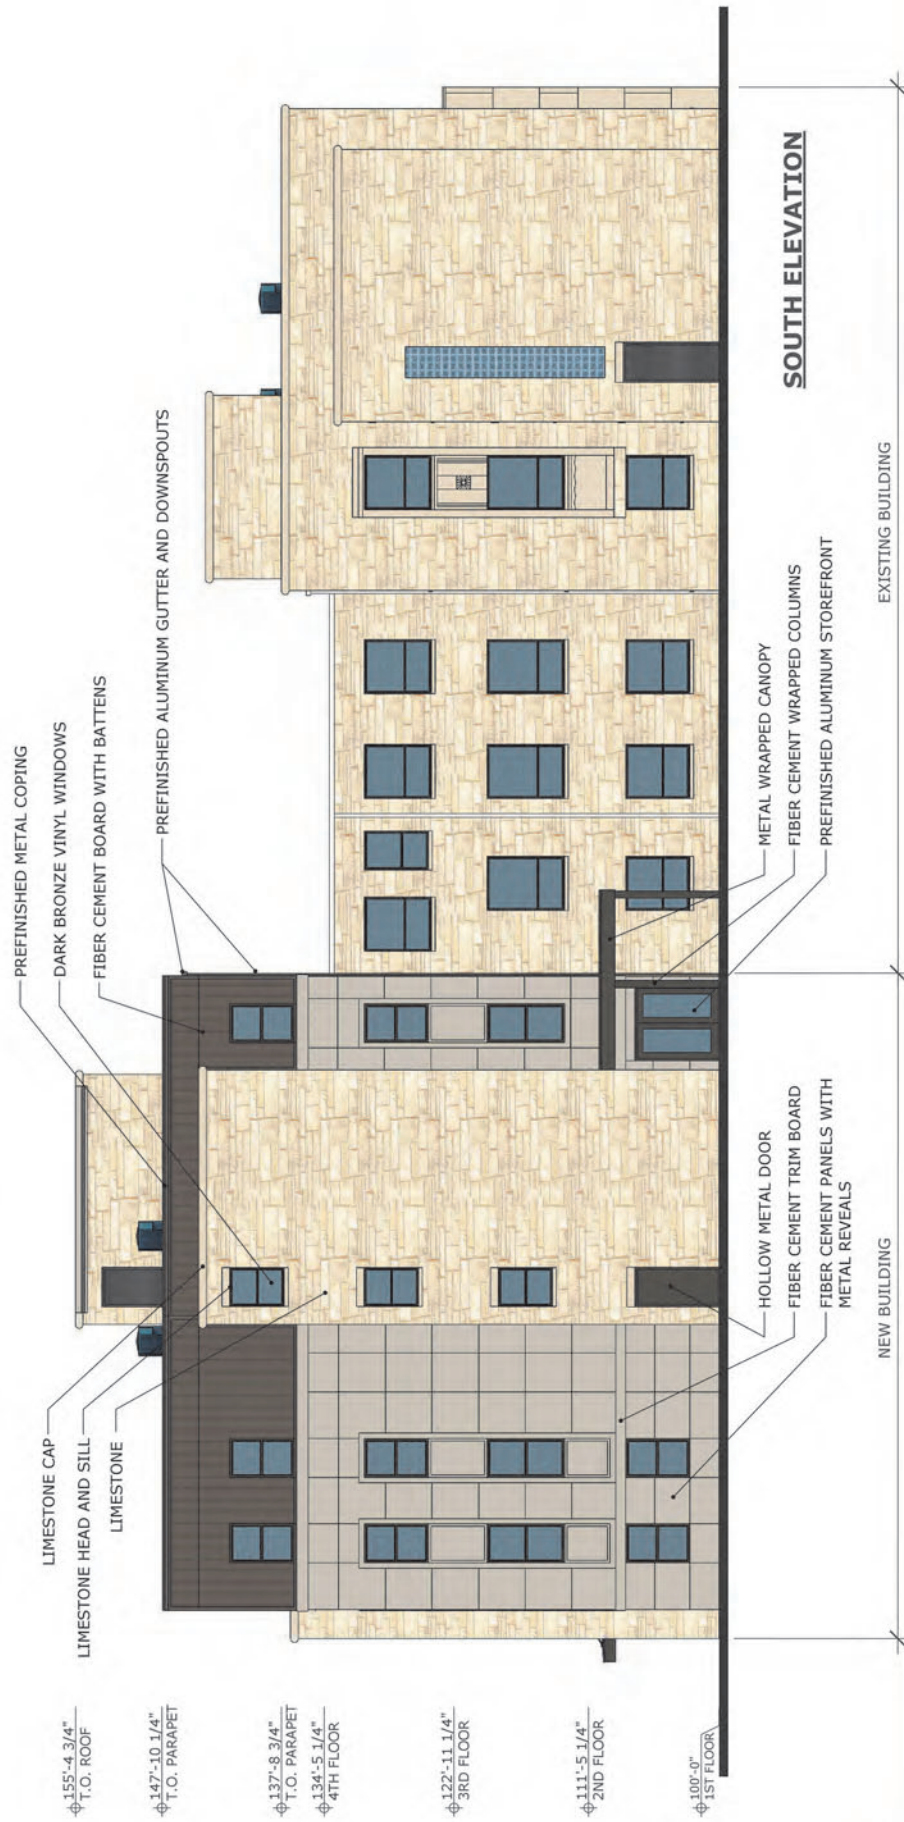 PREFINISHED METAL COPING
DARK BRONZE VINYL WINDOWS
FIBER CEMENT BOARD WITH BATTENS
PREFINISHED ALUMINUM GUTTER AND DOWNSPOUTS
LIMESTONE CAP
LIMESTONE HEAD AND SILL
LIMESTONE
155'-4 3/4"
T.O. ROOF
147'-10 1/4"
T.O. PARAPET
137'-8 3/4"
T.O. PARAPET
134'-5 1/4"
4TH FLOOR
122'-11 1/4"
3RD FLOOR
111'-5 1/4"
2ND FLOOR
100'-0"
1ST FLOOR
HOLLOW METAL DOOR
FIBER CEMENT TRIM BOARD
FIBER CEMENT PANELS WITH
METAL REVEALS
METAL WRAPPED CANOPY
FIBER CEMENT WRAPPED COLUMNS
PREFINISHED ALUMINUM STOREFRONT
SOUTH ELEVATION
NEW BUILDING
EXISTING BUILDING